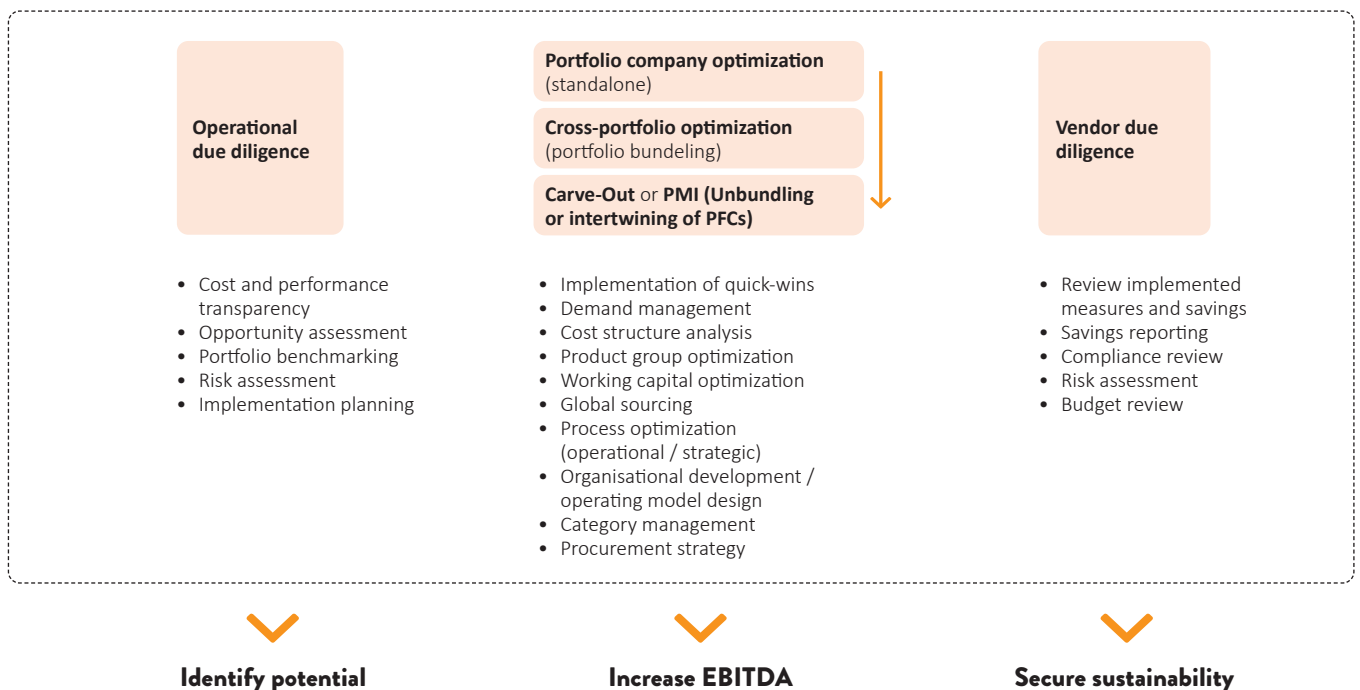 Operational
due diligence
• Cost and performance
transparency
• Opportunity assessment
• Portfolio benchmarking
• Risk assessment
• Implementation planning
Identify potential
Portfolio company optimization
(standalone)
Cross-portfolio optimization
(portfolio bundeling)
Carve-Out or PMI (Unbundling
or intertwining of PFCs)
• Implementation of quick-wins
• Demand management
• Cost structure analysis
• Product group optimization
• Working capital optimization
• Global sourcing
• Process optimization
(operational / strategic)
• Organisational development /
operating model design
• Category management
• Procurement strategy
Increase EBITDA
Vendor due
diligence
• Review implemented
measures and savings
• Savings reporting
• Compliance review
• Risk assessment
• Budget review
Secure sustainability